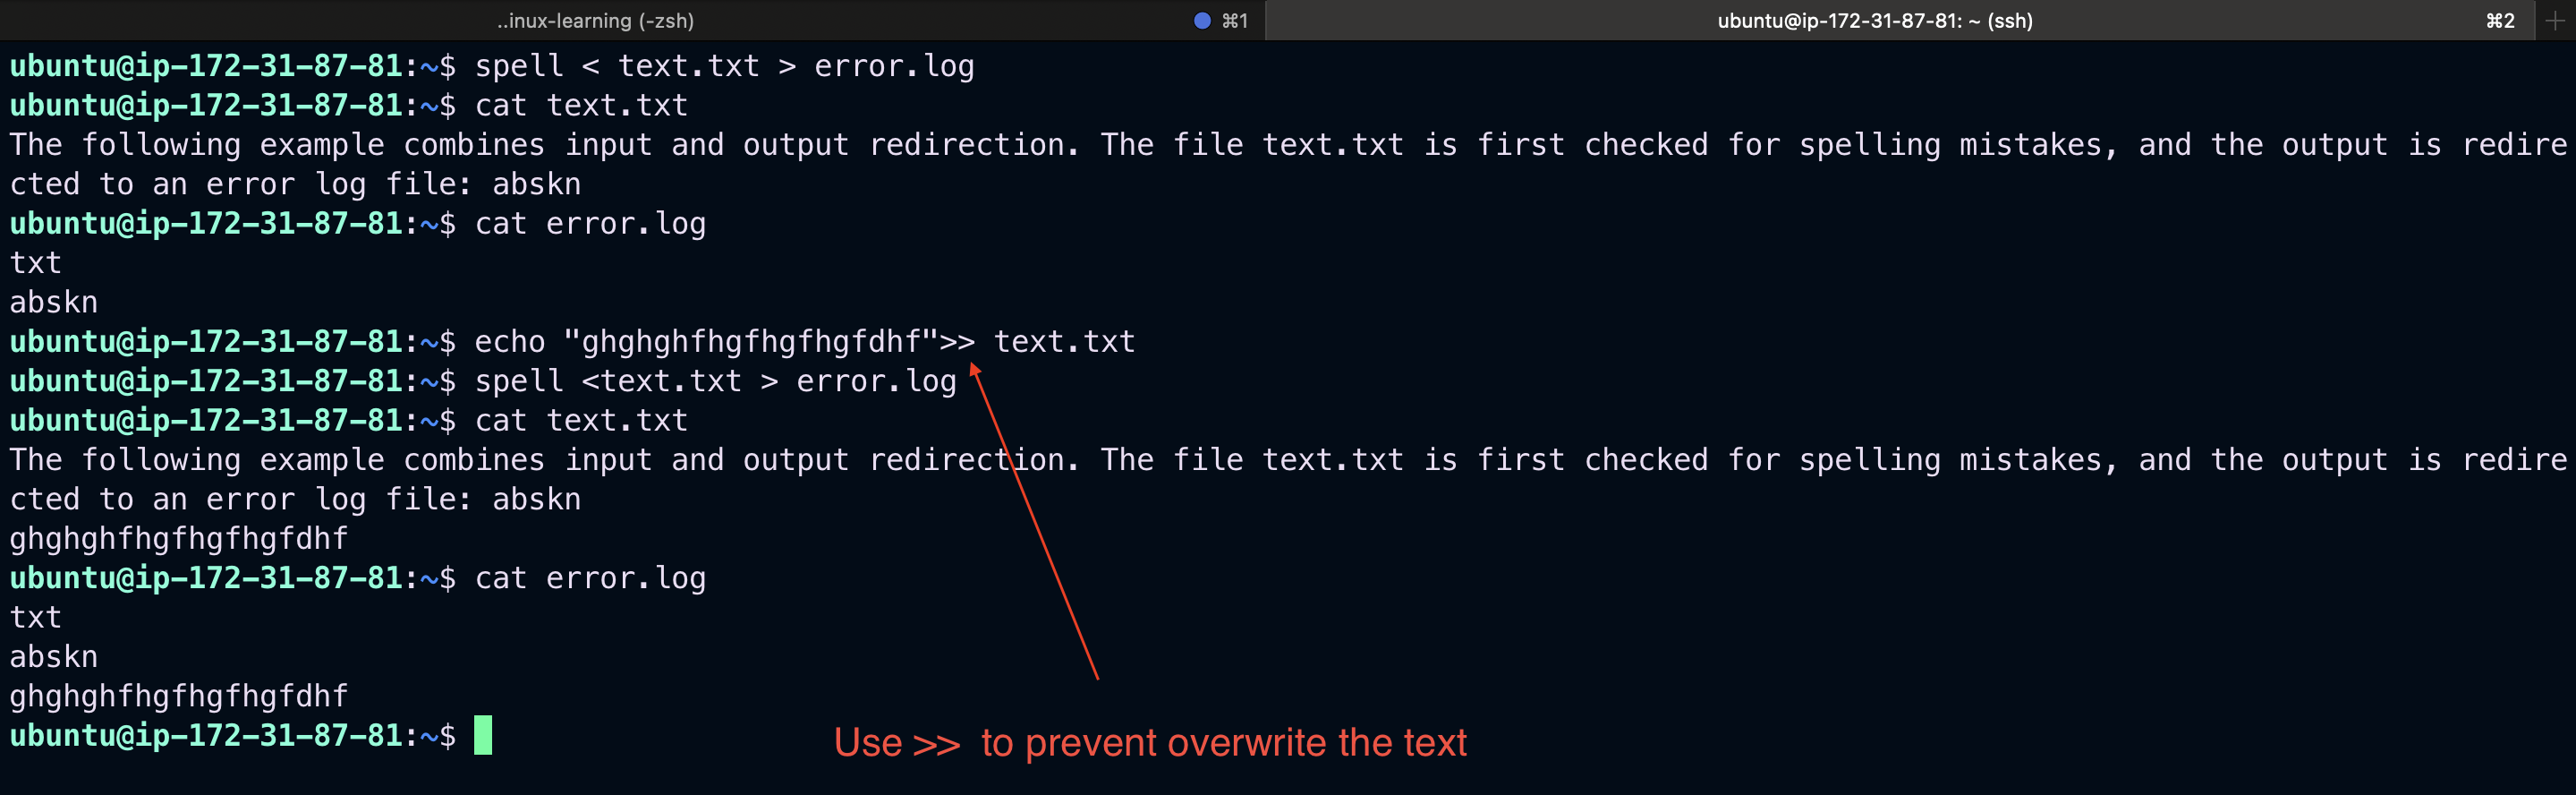 ..inux-learning (-zsh) ⌘1 ubuntu@ip-172-31-87-81: ~ (ssh) ⌘2
ubuntu@ip-172-31-87-81:~$ spell < text.txt > error.log
ubuntu@ip-172-31-87-81:~$ cat text.txt
The following example combines input and output redirection. The file text.txt is first checked for spelling mistakes, and the output is redire
cted to an error log file: abskn
ubuntu@ip-172-31-87-81:~$ cat error.log
txt
abskn
ubuntu@ip-172-31-87-81:~$ echo "ghghghfhgfhgfhgfdhf">> text.txt
ubuntu@ip-172-31-87-81:~$ spell <text.txt > error.log
ubuntu@ip-172-31-87-81:~$ cat text.txt
The following example combines input and output redirection. The file text.txt is first checked for spelling mistakes, and the output is redire
cted to an error log file: abskn
ghghghfhgfhgfhgfdhf
ubuntu@ip-172-31-87-81:~$ cat error.log
txt
abskn
ghghghfhgfhgfhgfdhf
ubuntu@ip-172-31-87-81:~$
Use >> to prevent overwrite the text